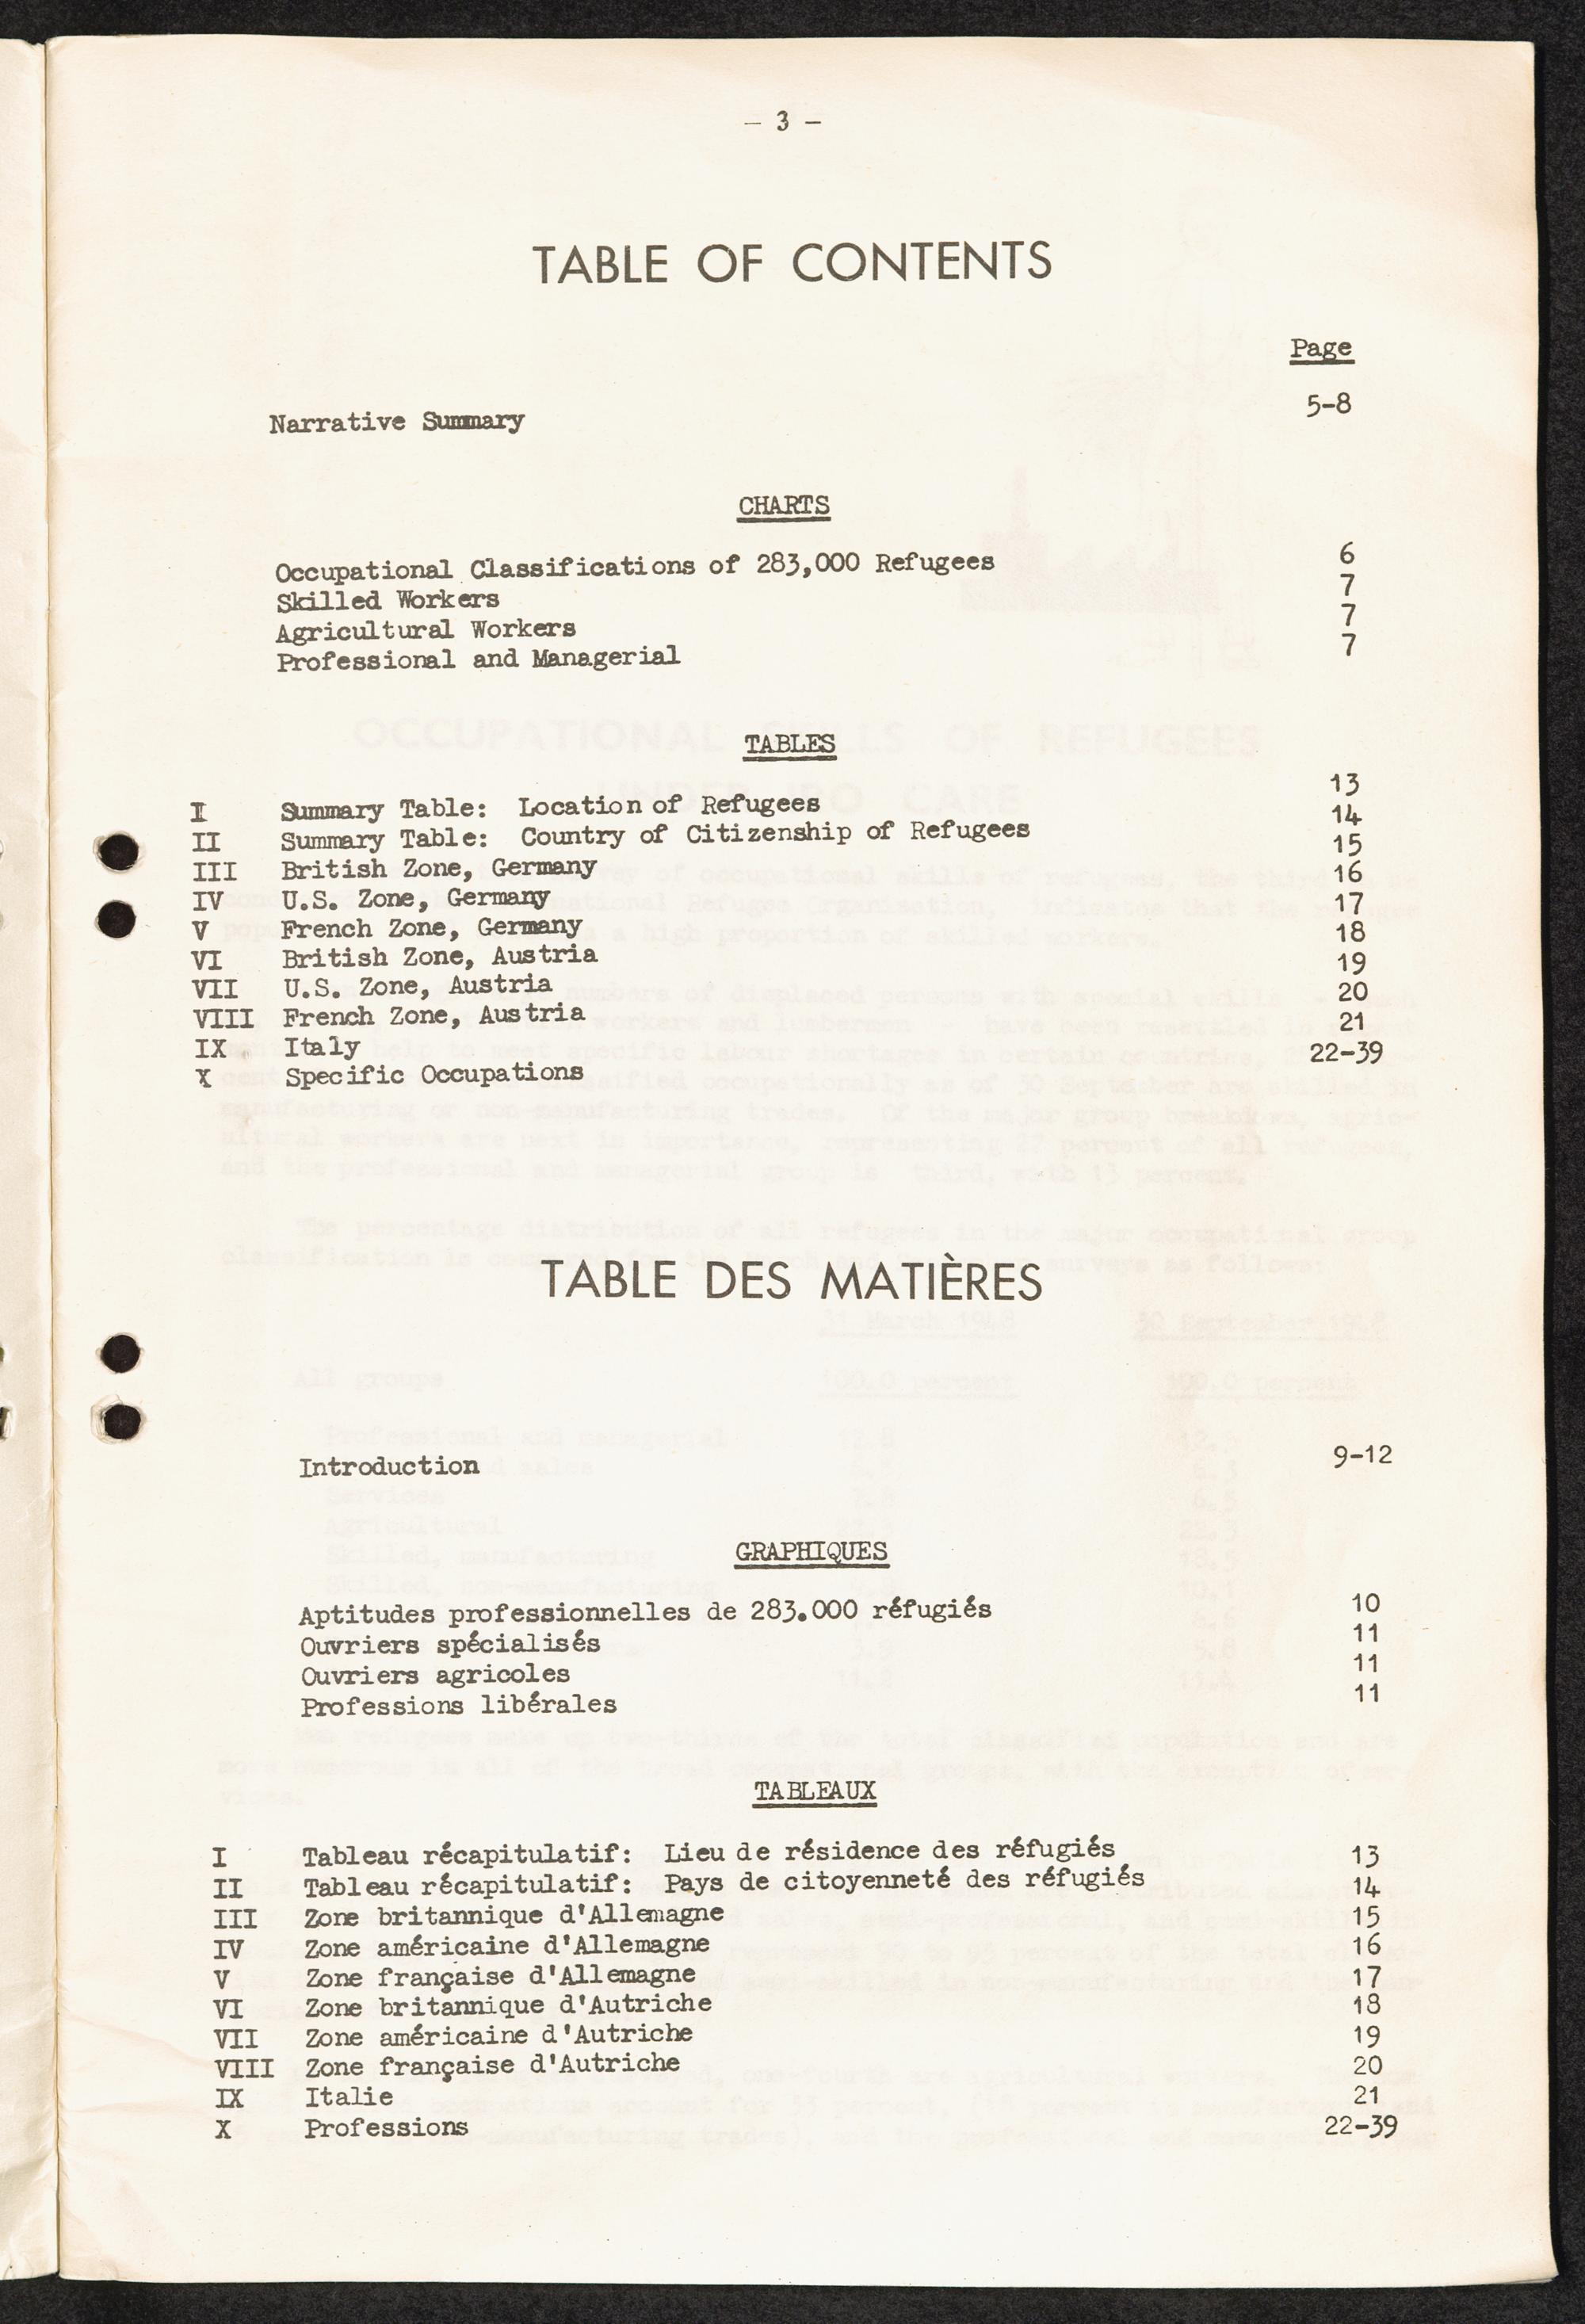 - 3 -
TABLE OF CONTENTS
Page
Narrative Summary 5-8
CHARTS
Occupational Classifications of 283,000 Refugees 6
Skilled Workers 7
Agricultural Workers 7
Professional and Managerial 7
TABLES
I Summary Table: Location of Refugees 13
II Summary Table: Country of Citizenship of Refugees 14
III British Zone, Germany 15
IV U.S. Zone, Germany 16
V French Zone, Germany 17
VI British Zone, Austria 18
VII U.S. Zone, Austria 19
VIII French Zone, Austria 20
IX Italy 21
X Specific Occupations 22-39
TABLE DES MATIÈRES
Introduction 9-12
GRAPHIQUES
Aptitudes professionnelles de 283.000 réfugiés 10
Ouvriers spécialisés 11
Ouvriers agricoles 11
Professions libérales 11
TABLEAUX
I Tableau récapitulatif: Lieu de résidence des réfugiés 13
II Tableau récapitulatif: Pays de citoyenneté des réfugiés 14
III Zone britannique d'Allemagne 15
IV Zone américaine d'Allemagne 16
V Zone française d'Allemagne 17
VI Zone britannique d'Autriche 18
VII Zone américaine d'Autriche 19
VIII Zone française d'Autriche 20
IX Italie 21
X Professions 22-39